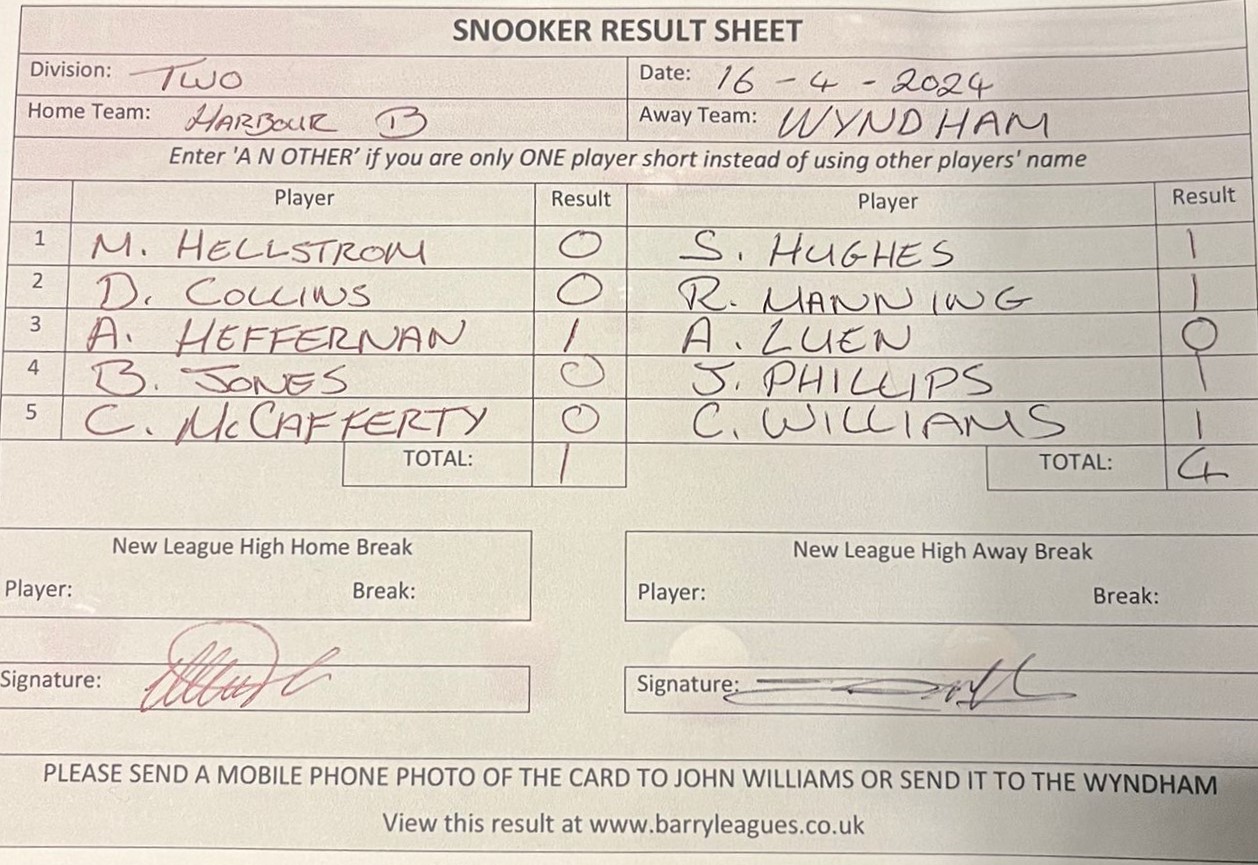 SNOOKER RESULT SHEET
Division: TWO Date: 16 - 4 - 2024
Home Team: HARBOUR B Away Team: WYNDHAM
Enter 'A N OTHER' if you are only ONE player short instead of using other players' name
Player Result Player Result
1 M. HELLSTROM 0 S. HUGHES 1
2 D. COLLINS 0 R. MANNING 1
3 A. HEFFERNAN 1 A. LUEN 0
4 B. JONES 0 J. PHILLIPS 1
5 C. McCAFFERTY 0 C. WILLIAMS 1
TOTAL: 1 TOTAL: 4
New League High Home Break New League High Away Break
Player: Break: Player: Break:
Signature: Signature:
PLEASE SEND A MOBILE PHONE PHOTO OF THE CARD TO JOHN WILLIAMS OR SEND IT TO THE WYNDHAM
View this result at www.barryleagues.co.uk